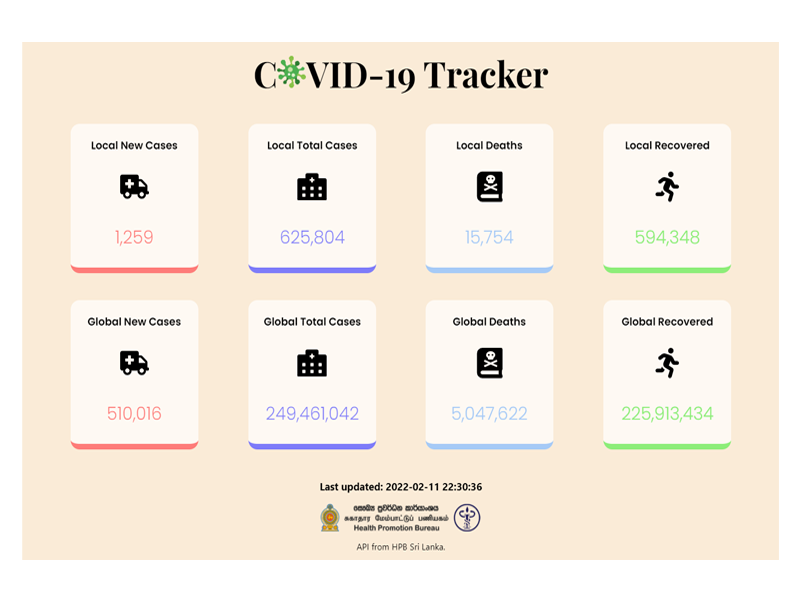 COVID-19 Tracker
Local New Cases
1,259
Local Total Cases
625,804
Local Deaths
15,754
Local Recovered
594,348
Global New Cases
510,016
Global Total Cases
249,461,042
Global Deaths
5,047,622
Global Recovered
225,913,434
Last updated: 2022-02-11 22:30:36
සෞඛ්‍ය ප්‍රවර්ධන කාර්යාංශය
சுகாதார மேம்பாட்டுப் பணியகம்
Health Promotion Bureau
API from HPB Sri Lanka.